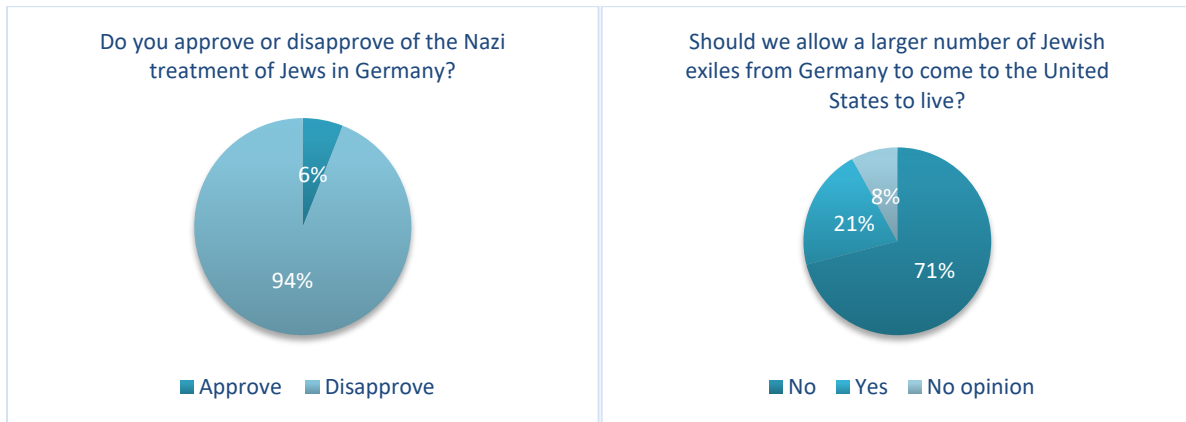 Do you approve or disapprove of the Nazi
treatment of Jews in Germany?
6%
94%
Approve Disapprove
Should we allow a larger number of Jewish
exiles from Germany to come to the United
States to live?
8%
21%
71%
No Yes No opinion